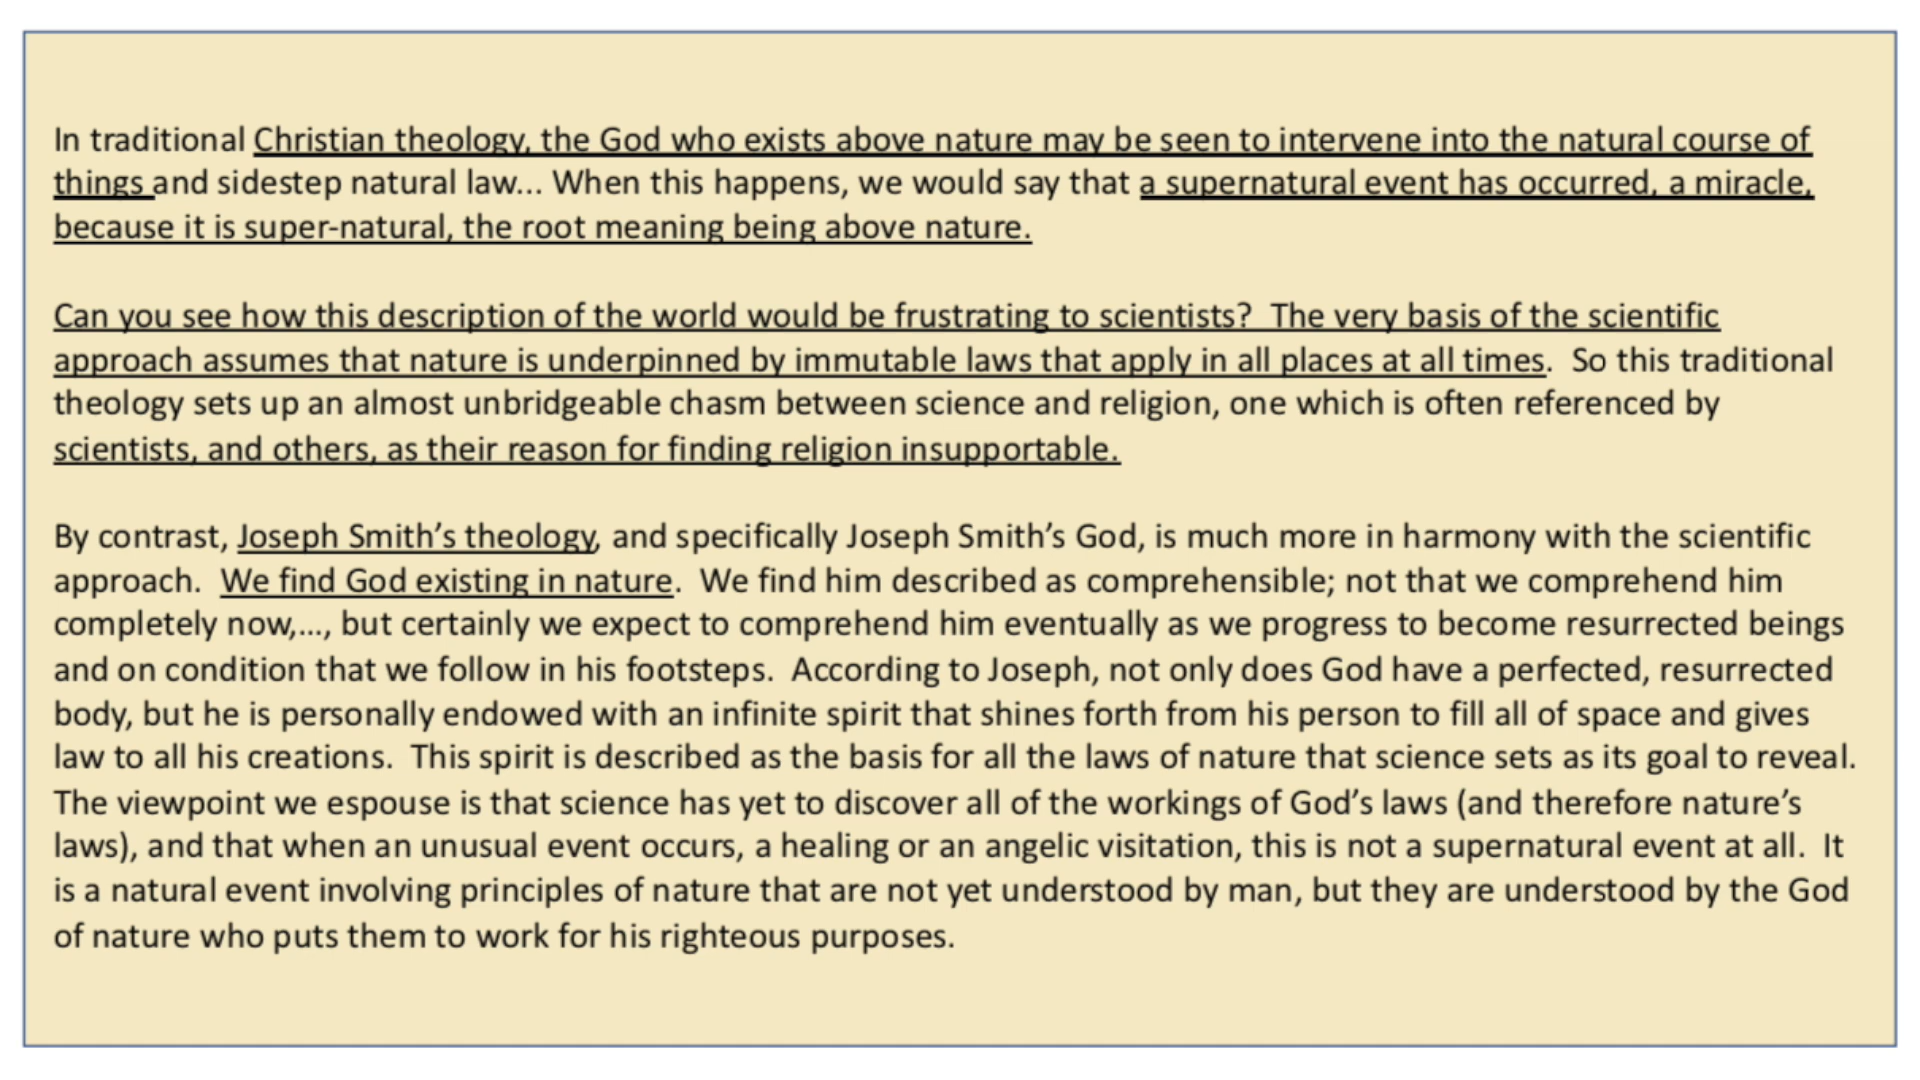 In traditional Christian theology, the God who exists above nature may be seen to intervene into the natural course of
things and sidestep natural law... When this happens, we would say that a supernatural event has occurred, a miracle,
because it is super-natural, the root meaning being above nature.
Can you see how this description of the world would be frustrating to scientists?  The very basis of the scientific
approach assumes that nature is underpinned by immutable laws that apply in all places at all times.  So this traditional
theology sets up an almost unbridgeable chasm between science and religion, one which is often referenced by
scientists, and others, as their reason for finding religion insupportable.
By contrast, Joseph Smith’s theology, and specifically Joseph Smith’s God, is much more in harmony with the scientific
approach.  We find God existing in nature.  We find him described as comprehensible; not that we comprehend him
completely now,..., but certainly we expect to comprehend him eventually as we progress to become resurrected beings
and on condition that we follow in his footsteps.  According to Joseph, not only does God have a perfected, resurrected
body, but he is personally endowed with an infinite spirit that shines forth from his person to fill all of space and gives
law to all his creations.  This spirit is described as the basis for all the laws of nature that science sets as its goal to reveal.
The viewpoint we espouse is that science has yet to discover all of the workings of God’s laws (and therefore nature’s
laws), and that when an unusual event occurs, a healing or an angelic visitation, this is not a supernatural event at all.  It
is a natural event involving principles of nature that are not yet understood by man, but they are understood by the God
of nature who puts them to work for his righteous purposes.